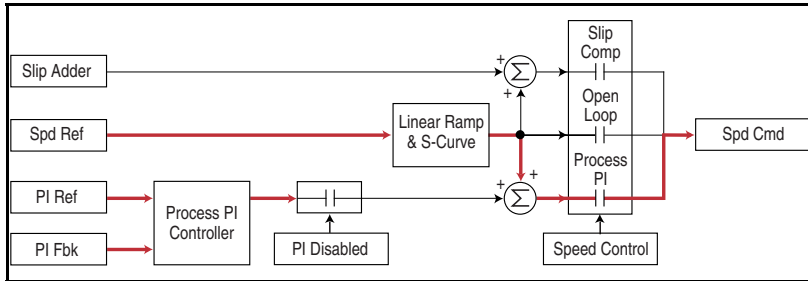 Slip Adder
+
+
Σ
Slip
Comp
Open
Loop
Spd Ref
Linear Ramp
& S-Curve
Spd Cmd
Process
PI
PI Ref
+
+
Σ
Process PI
Controller
PI Fbk
PI Disabled
Speed Control